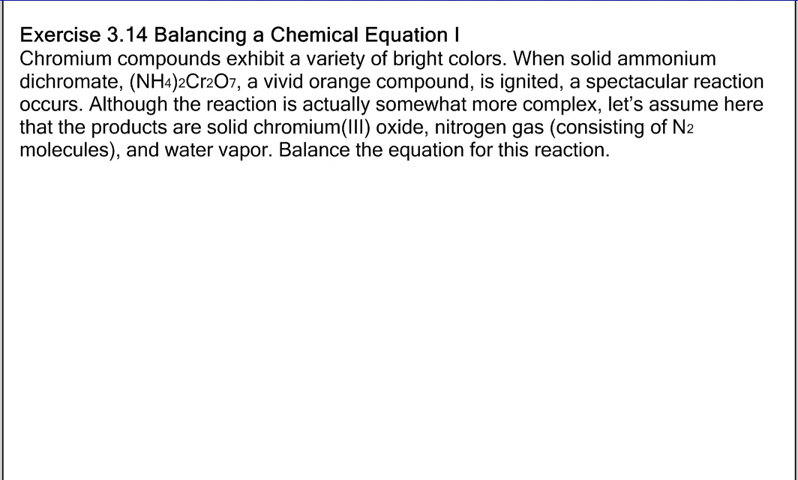 Exercise 3.14 Balancing a Chemical Equation I
Chromium compounds exhibit a variety of bright colors. When solid ammonium
dichromate, (NH4)2Cr2O7, a vivid orange compound, is ignited, a spectacular reaction
occurs. Although the reaction is actually somewhat more complex, let's assume here
that the products are solid chromium(III) oxide, nitrogen gas (consisting of N2
molecules), and water vapor. Balance the equation for this reaction.